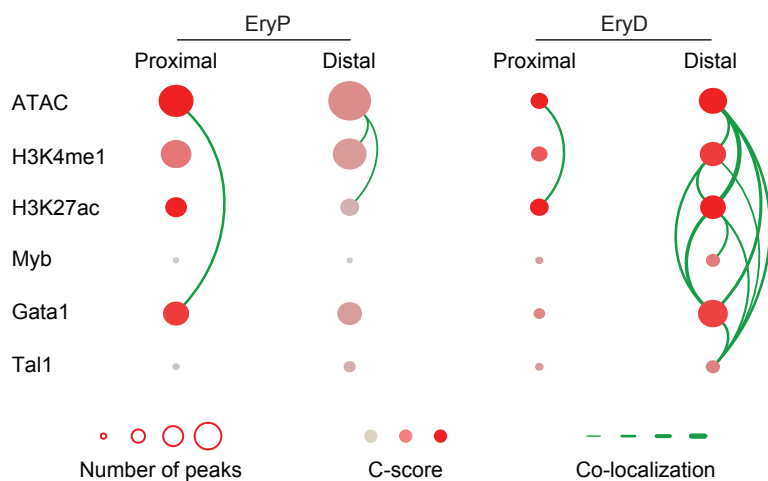 EryP EryD
Proximal Distal Proximal Distal
ATAC
H3K4me1
H3K27ac
Myb
Gata1
Tal1
Number of peaks C-score Co-localization